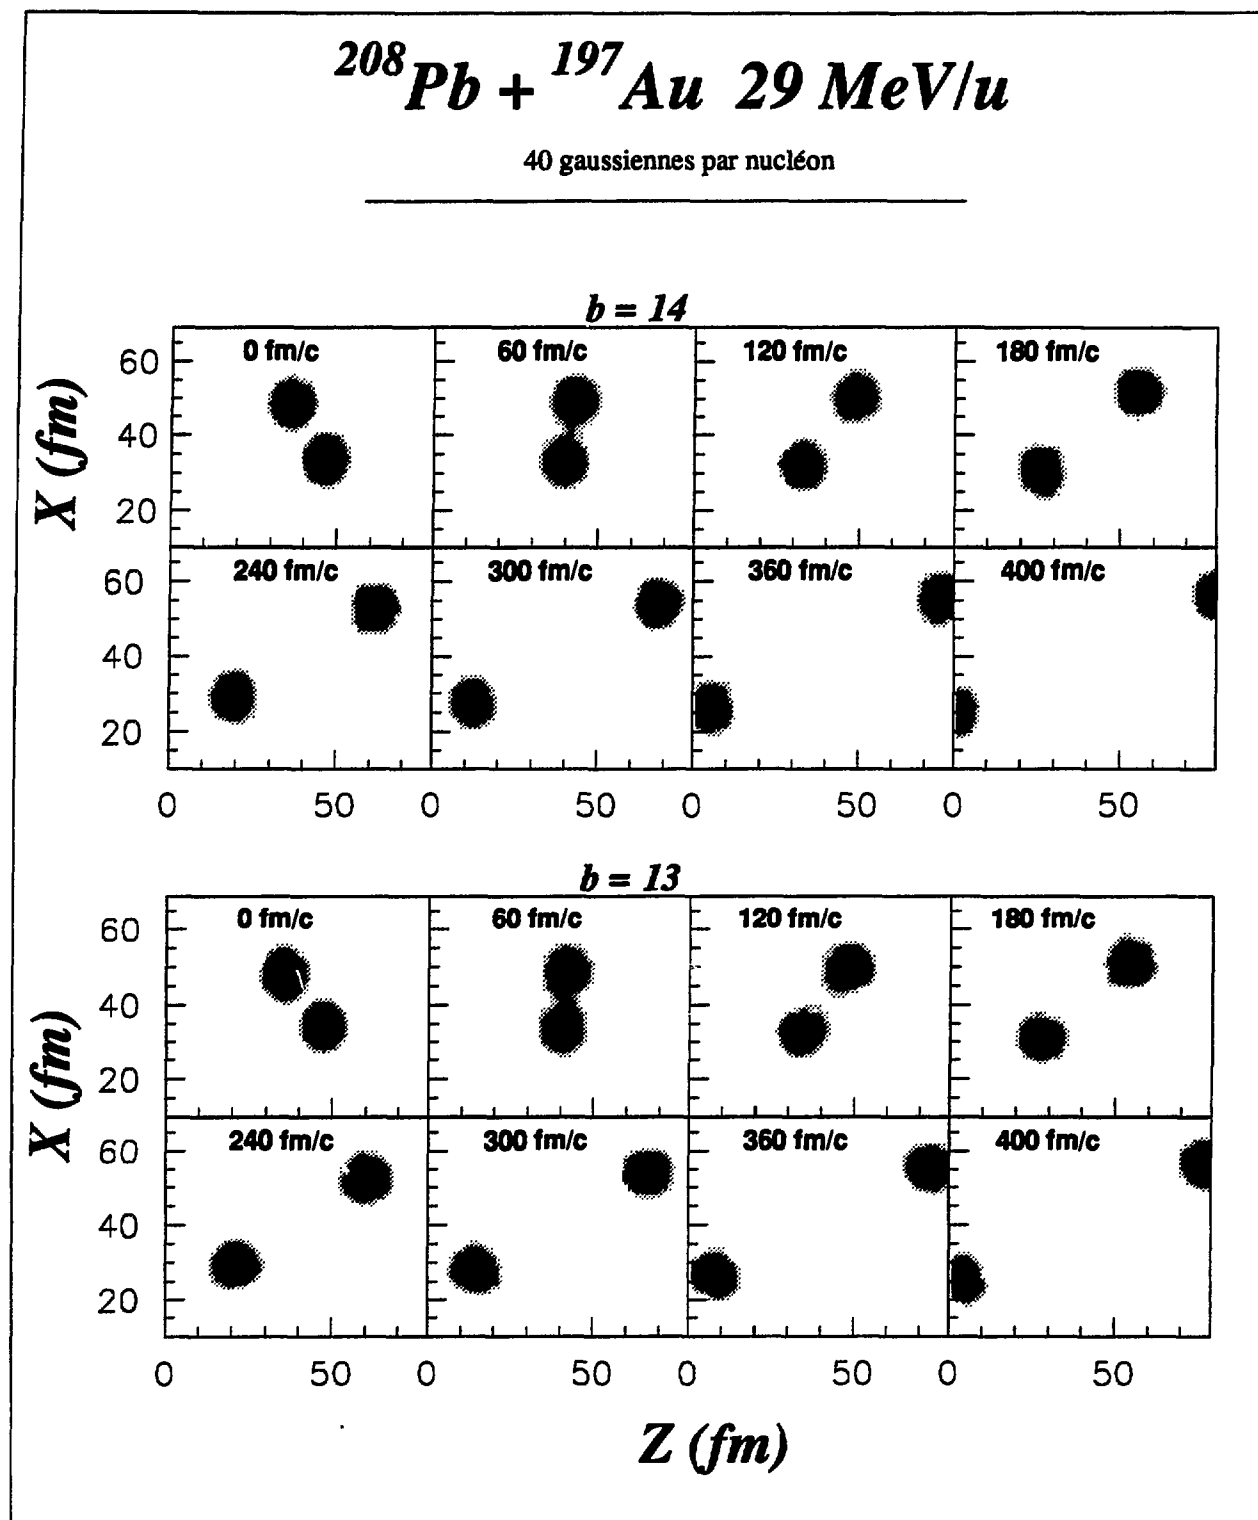 ²⁰⁸Pb + ¹⁹⁷Au 29 MeV/u
40 gaussiennes par nucléon
b = 14
0 fm/c 60 fm/c 120 fm/c 180 fm/c
60
40
20
X (fm)
240 fm/c 300 fm/c 360 fm/c 400 fm/c
60
40
20
0 50 0 50 0 50 0 50
b = 13
0 fm/c 60 fm/c 120 fm/c 180 fm/c
60
40
20
X (fm)
240 fm/c 300 fm/c 360 fm/c 400 fm/c
60
40
20
0 50 0 50 0 50 0 50
Z (fm)